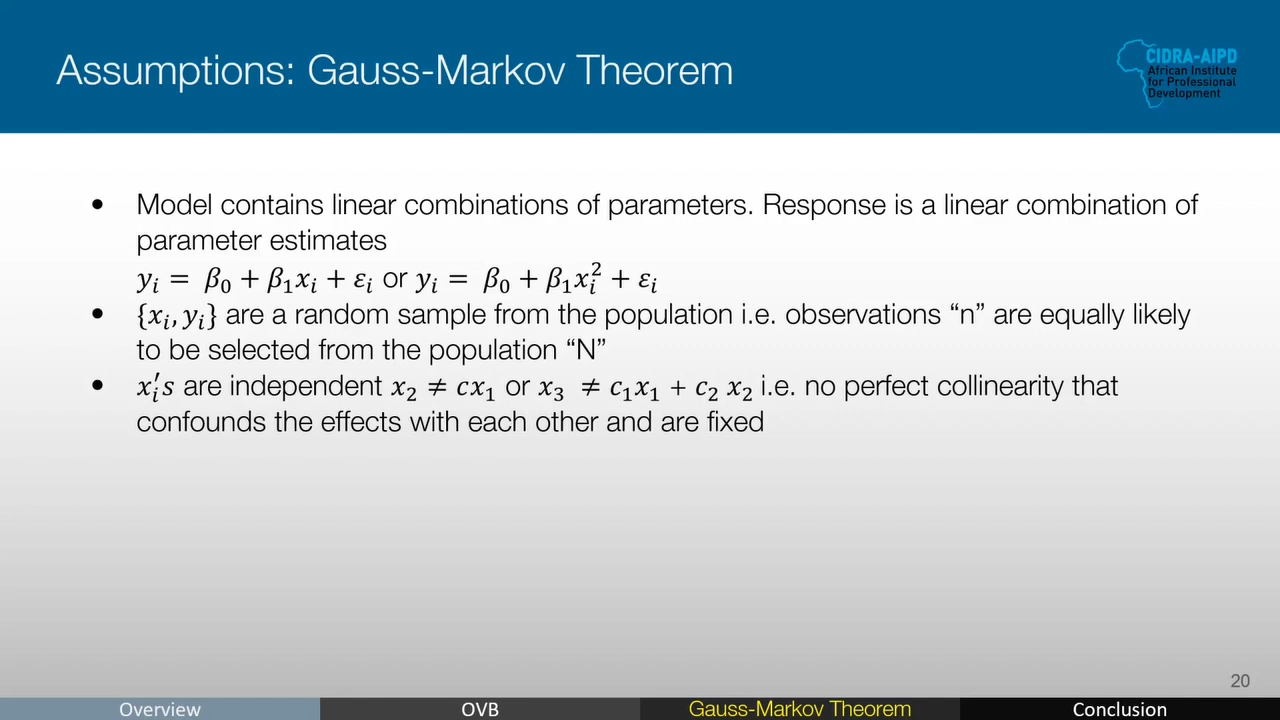 Assumptions: Gauss-Markov Theorem
CIDRA-AIPD
African Institute
for Professional
Development
• Model contains linear combinations of parameters. Response is a linear combination of
parameter estimates
𝑦ᵢ = 𝛽₀ + 𝛽₁𝑥ᵢ + 𝜀ᵢ or 𝑦ᵢ = 𝛽₀ + 𝛽₁𝑥ᵢ² + 𝜀ᵢ
• {𝑥ᵢ, 𝑦ᵢ} are a random sample from the population i.e. observations “n” are equally likely
to be selected from the population “N”
• 𝑥ᵢ′𝑠 are independent 𝑥₂ ≠ 𝑐𝑥₁ or 𝑥₃ ≠ 𝑐₁𝑥₁ + 𝑐₂ 𝑥₂ i.e. no perfect collinearity that
confounds the effects with each other and are fixed
20
Overview OVB Gauss-Markov Theorem Conclusion